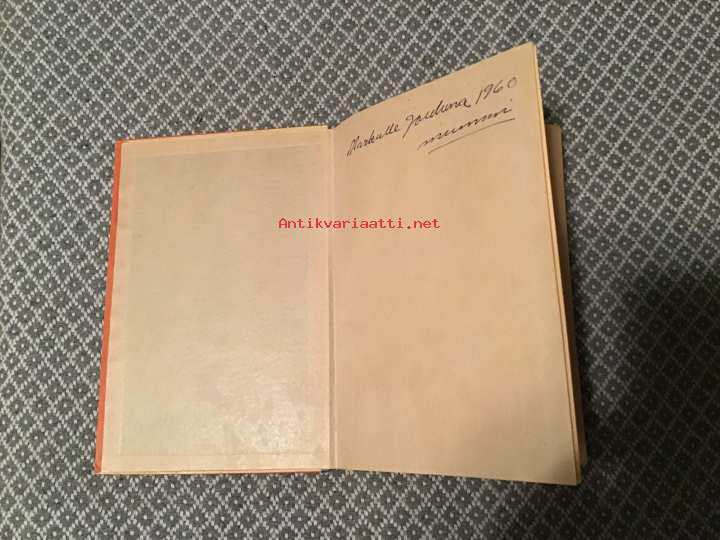 Markulle Jouluna 1960
mummi
Antikvariaatti.net